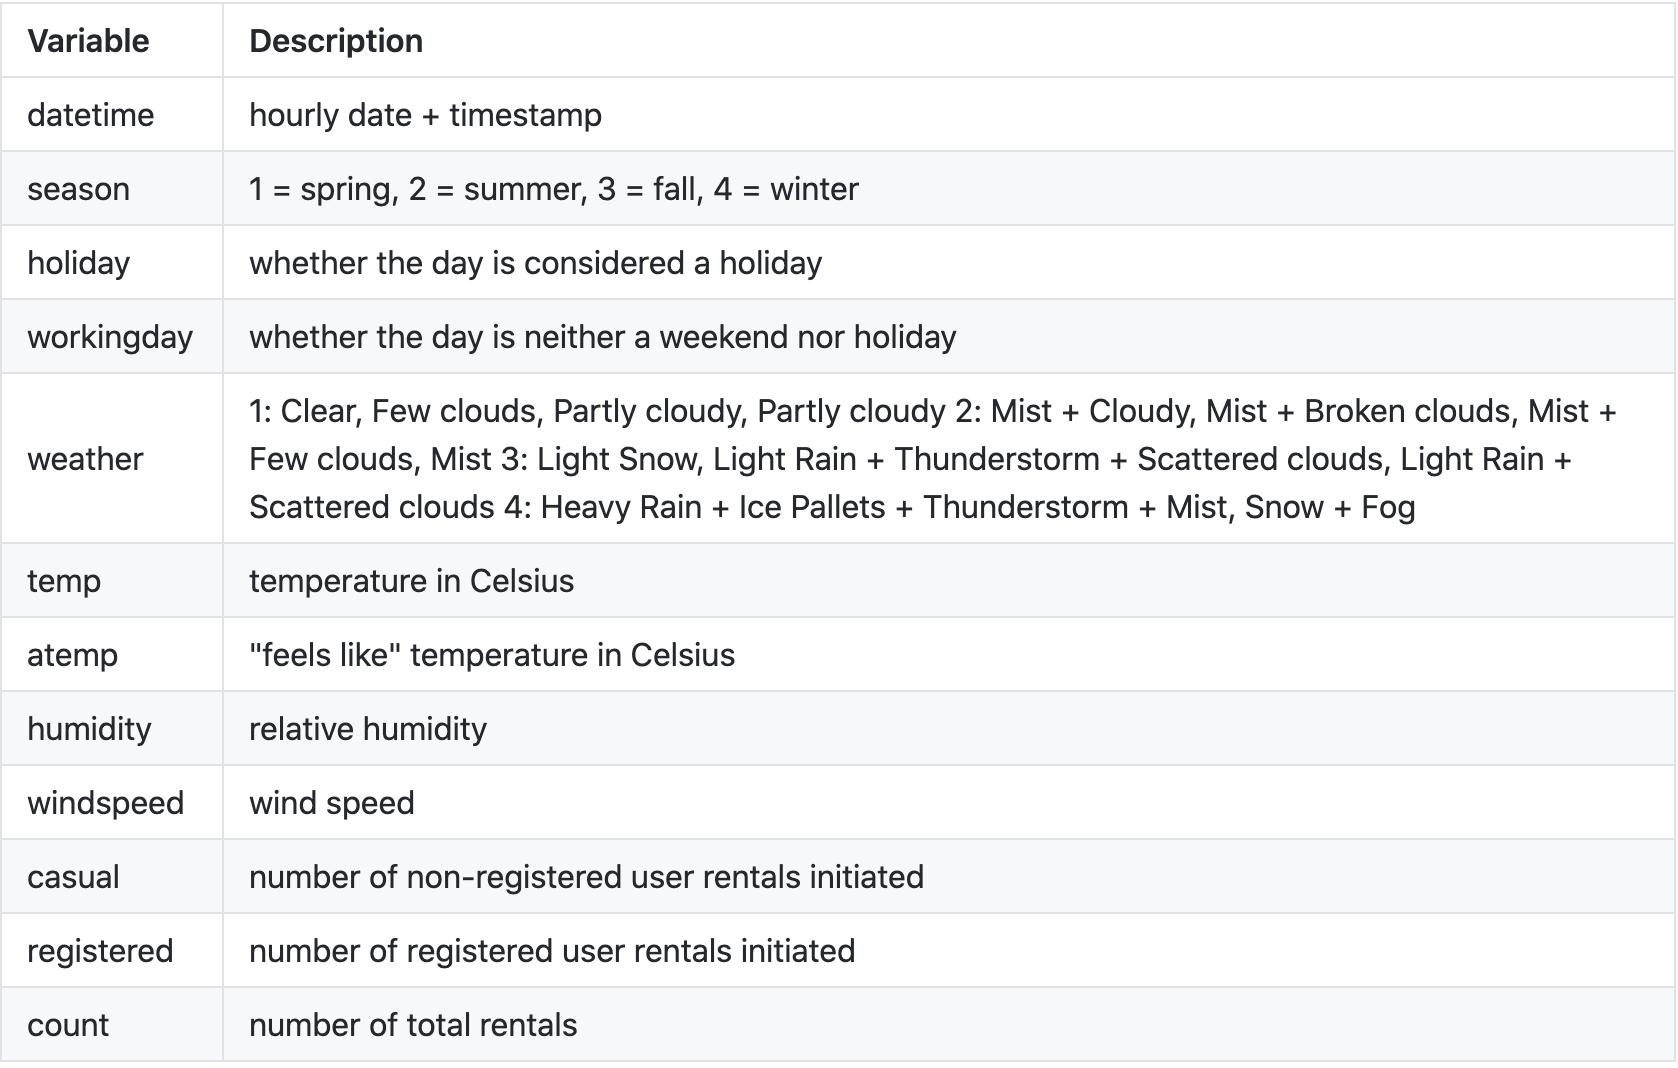 Variable Description
datetime hourly date + timestamp
season 1 = spring, 2 = summer, 3 = fall, 4 = winter
holiday whether the day is considered a holiday
workingday whether the day is neither a weekend nor holiday
weather 1: Clear, Few clouds, Partly cloudy, Partly cloudy 2: Mist + Cloudy, Mist + Broken clouds, Mist +
Few clouds, Mist 3: Light Snow, Light Rain + Thunderstorm + Scattered clouds, Light Rain +
Scattered clouds 4: Heavy Rain + Ice Pallets + Thunderstorm + Mist, Snow + Fog
temp temperature in Celsius
atemp "feels like" temperature in Celsius
humidity relative humidity
windspeed wind speed
casual number of non-registered user rentals initiated
registered number of registered user rentals initiated
count number of total rentals